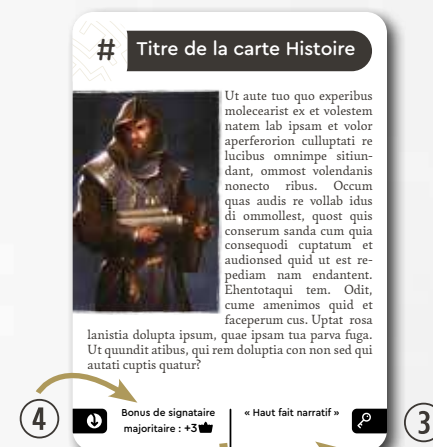 # Titre de la carte Histoire
Ut aute tuo quo experibus
molecearist ex et volestem
natem lab ipsam et volor
aperferorion culluptati re
lucibus omnimpe sitiun-
dant, ommost volendanis
nonecto ribus. Occum
quas audis re vollab idus
di ommollest, quost quis
conserum sanda cum quia
consequodi cuptatum et
audionsed quid ut est re-
pediam nam endantent.
Ehentotaqui tem. Odit,
cume amenimos quid et
faceperum cus. Uptat rosa
lanistia dolupta ipsum, quae ipsam tua parva fuga.
Ut quundit atibus, qui rem doluptia con non sed qui
autati cuptis quatur?
4 Bonus de signataire
majoritaire : +3
« Haut fait narratif » 3